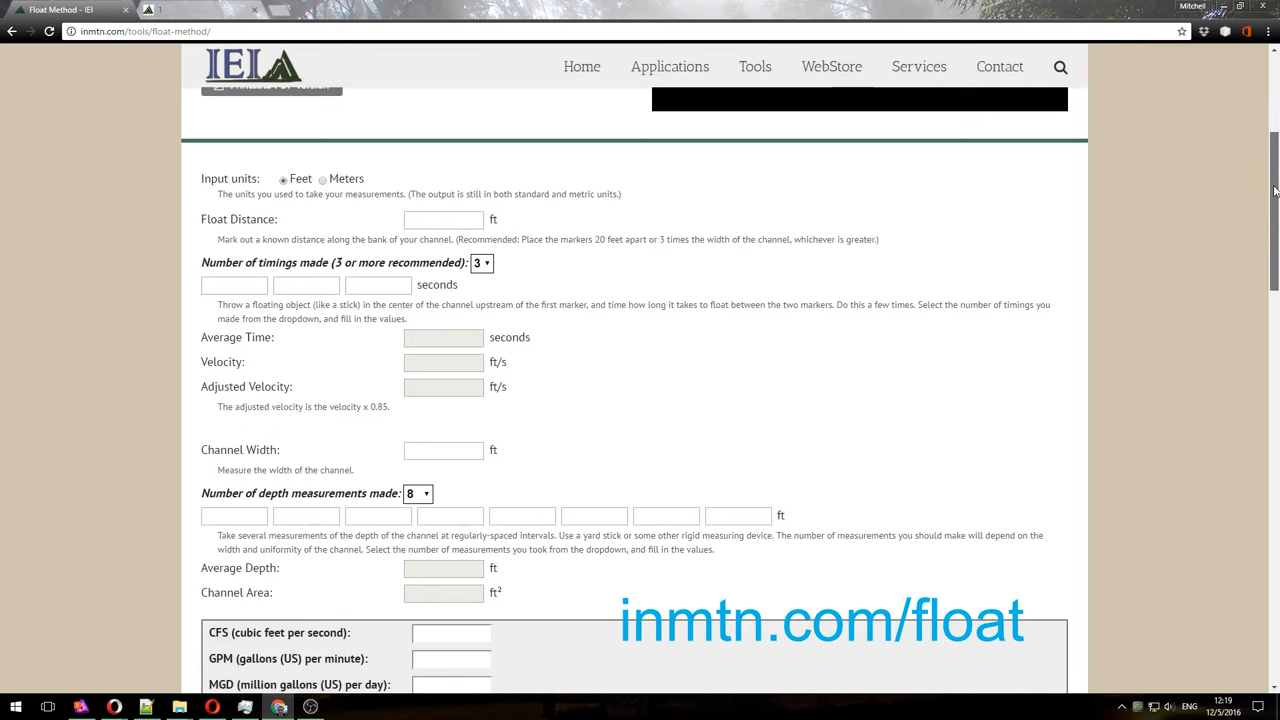 Float Method - IEI
1
Mitchell
inmtn.com/tools/float-method/
IEI
Home Applications Tools WebStore Services Contact
Printable PDF Version
Input units: Feet Meters
The units you used to take your measurements. (The output is still in both standard and metric units.)
Float Distance: ft
Mark out a known distance along the bank of your channel. (Recommended: Place the markers 20 feet apart or 3 times the width of the channel, whichever is greater.)
Number of timings made (3 or more recommended): 3
seconds
Throw a floating object (like a stick) in the center of the channel upstream of the first marker, and time how long it takes to float between the two markers. Do this a few times. Select the number of timings you
made from the dropdown, and fill in the values.
Average Time: seconds
Velocity: ft/s
Adjusted Velocity: ft/s
The adjusted velocity is the velocity x 0.85.
Channel Width: ft
Measure the width of the channel.
Number of depth measurements made: 8
ft
Take several measurements of the depth of the channel at regularly-spaced intervals. Use a yard stick or some other rigid measuring device. The number of measurements you should make will depend on the
width and uniformity of the channel. Select the number of measurements you took from the dropdown, and fill in the values.
Average Depth: ft
Channel Area: ft²
inmtn.com/float
CFS (cubic feet per second):
GPM (gallons (US) per minute):
MGD (million gallons (US) per day):
ENG
12:19
12/5/2016